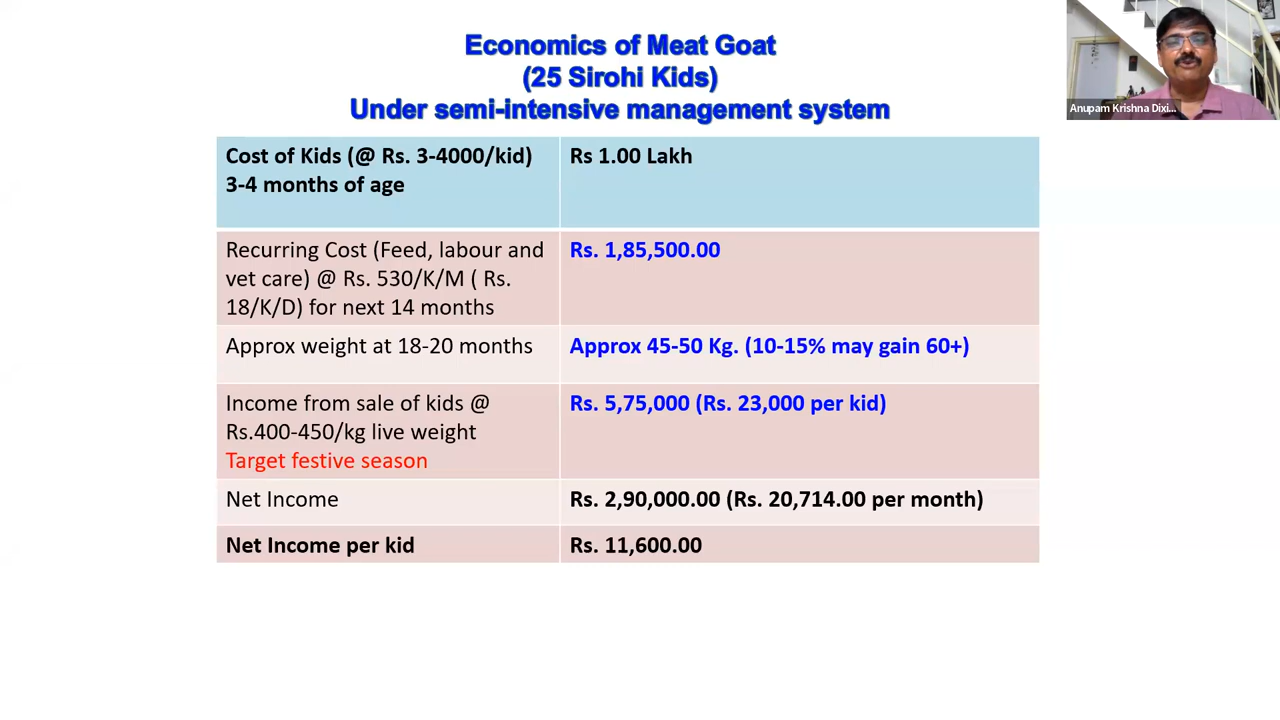 Economics of Meat Goat
(25 Sirohi Kids)
Under semi-intensive management system
Anupam Krishna Dixi...
Cost of Kids (@ Rs. 3-4000/kid)
3-4 months of age
Rs 1.00 Lakh
Recurring Cost (Feed, labour and
vet care) @ Rs. 530/K/M ( Rs.
18/K/D) for next 14 months
Rs. 1,85,500.00
Approx weight at 18-20 months
Approx 45-50 Kg. (10-15% may gain 60+)
Income from sale of kids @
Rs.400-450/kg live weight
Target festive season
Rs. 5,75,000 (Rs. 23,000 per kid)
Net Income
Rs. 2,90,000.00 (Rs. 20,714.00 per month)
Net Income per kid
Rs. 11,600.00